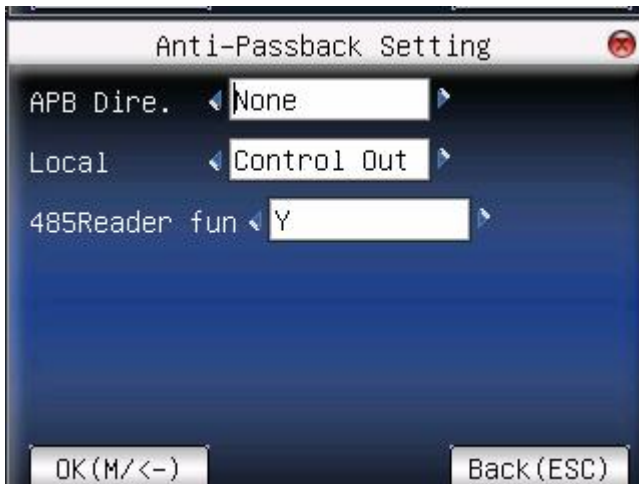 Anti-Passback Setting
APB Dire. None
Local Control Out
485Reader fun Y
OK(M/<-) Back(ESC)